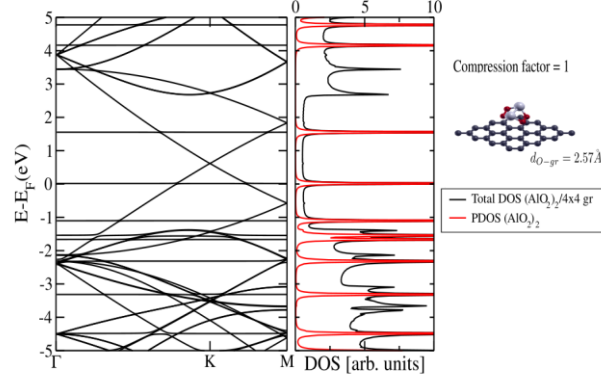 0 5 10
5
4
3
2
1
0
-1
-2
-3
-4
-5
E-E_F(eV)
Γ K M
DOS [arb. units]
Compression factor = 1
d_{O-gr} = 2.57Å
Total DOS (AlO₂)₂/4x4 gr
PDOS (AlO₂)₂